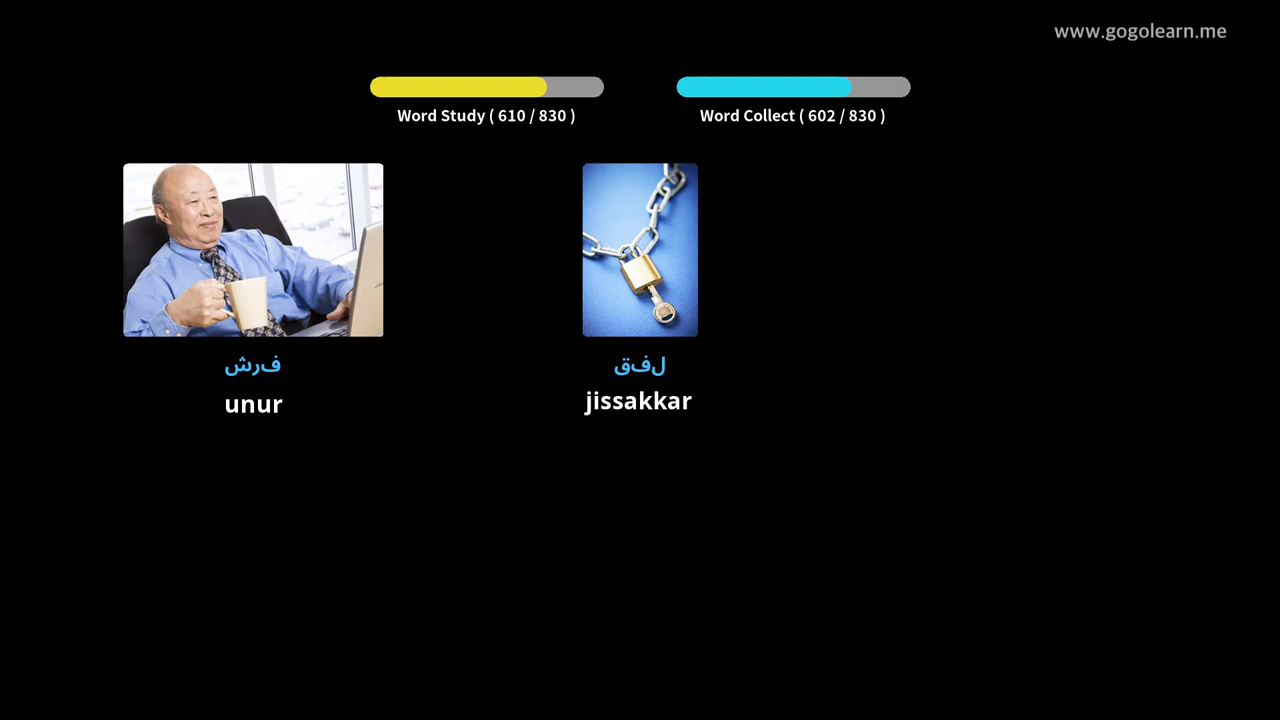 www.gogolearn.me
Word Study ( 610 / 830 )
Word Collect ( 602 / 830 )
فرش
لفق
unur
jissakkar